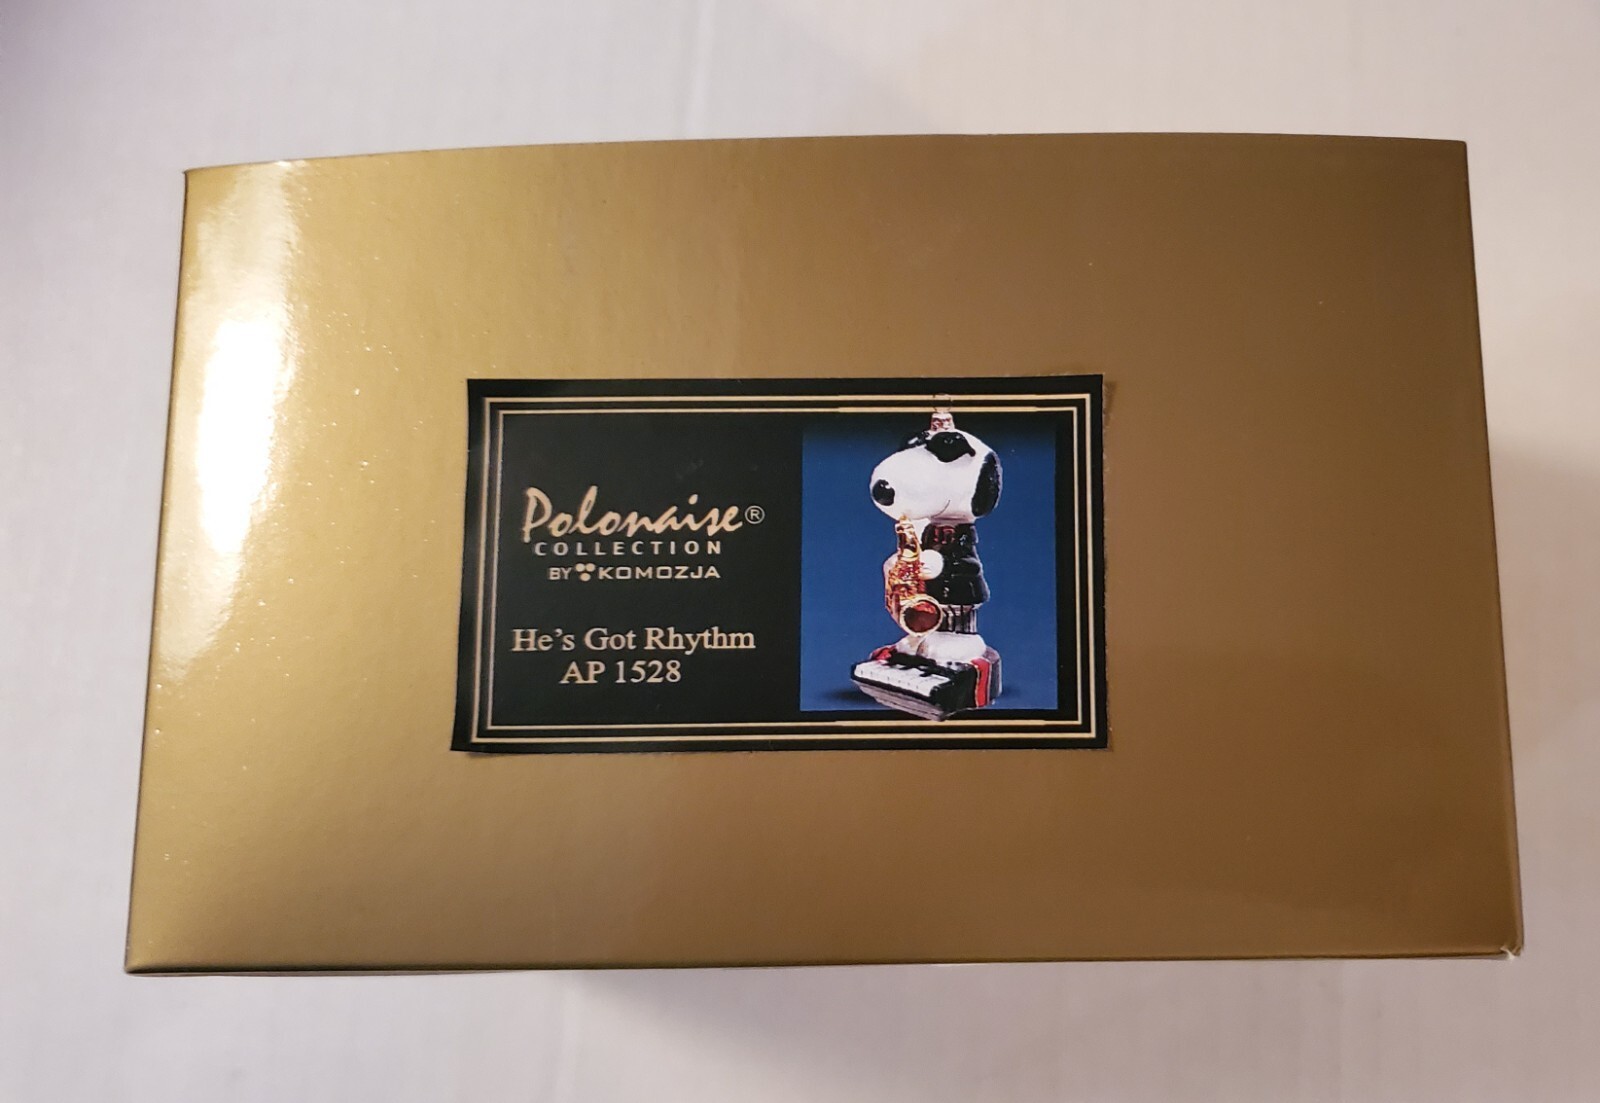 Polonaise®
COLLECTION
BY KOMOZJA
He's Got Rhythm
AP 1528